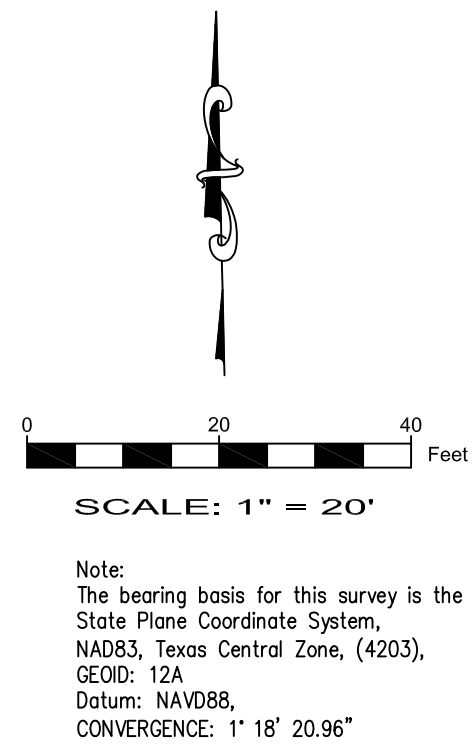 0 20 40
Feet
SCALE: 1" = 20'
Note:
The bearing basis for this survey is the
State Plane Coordinate System,
NAD83, Texas Central Zone, (4203),
GEOID: 12A
Datum: NAVD88,
CONVERGENCE: 1° 18' 20.96"